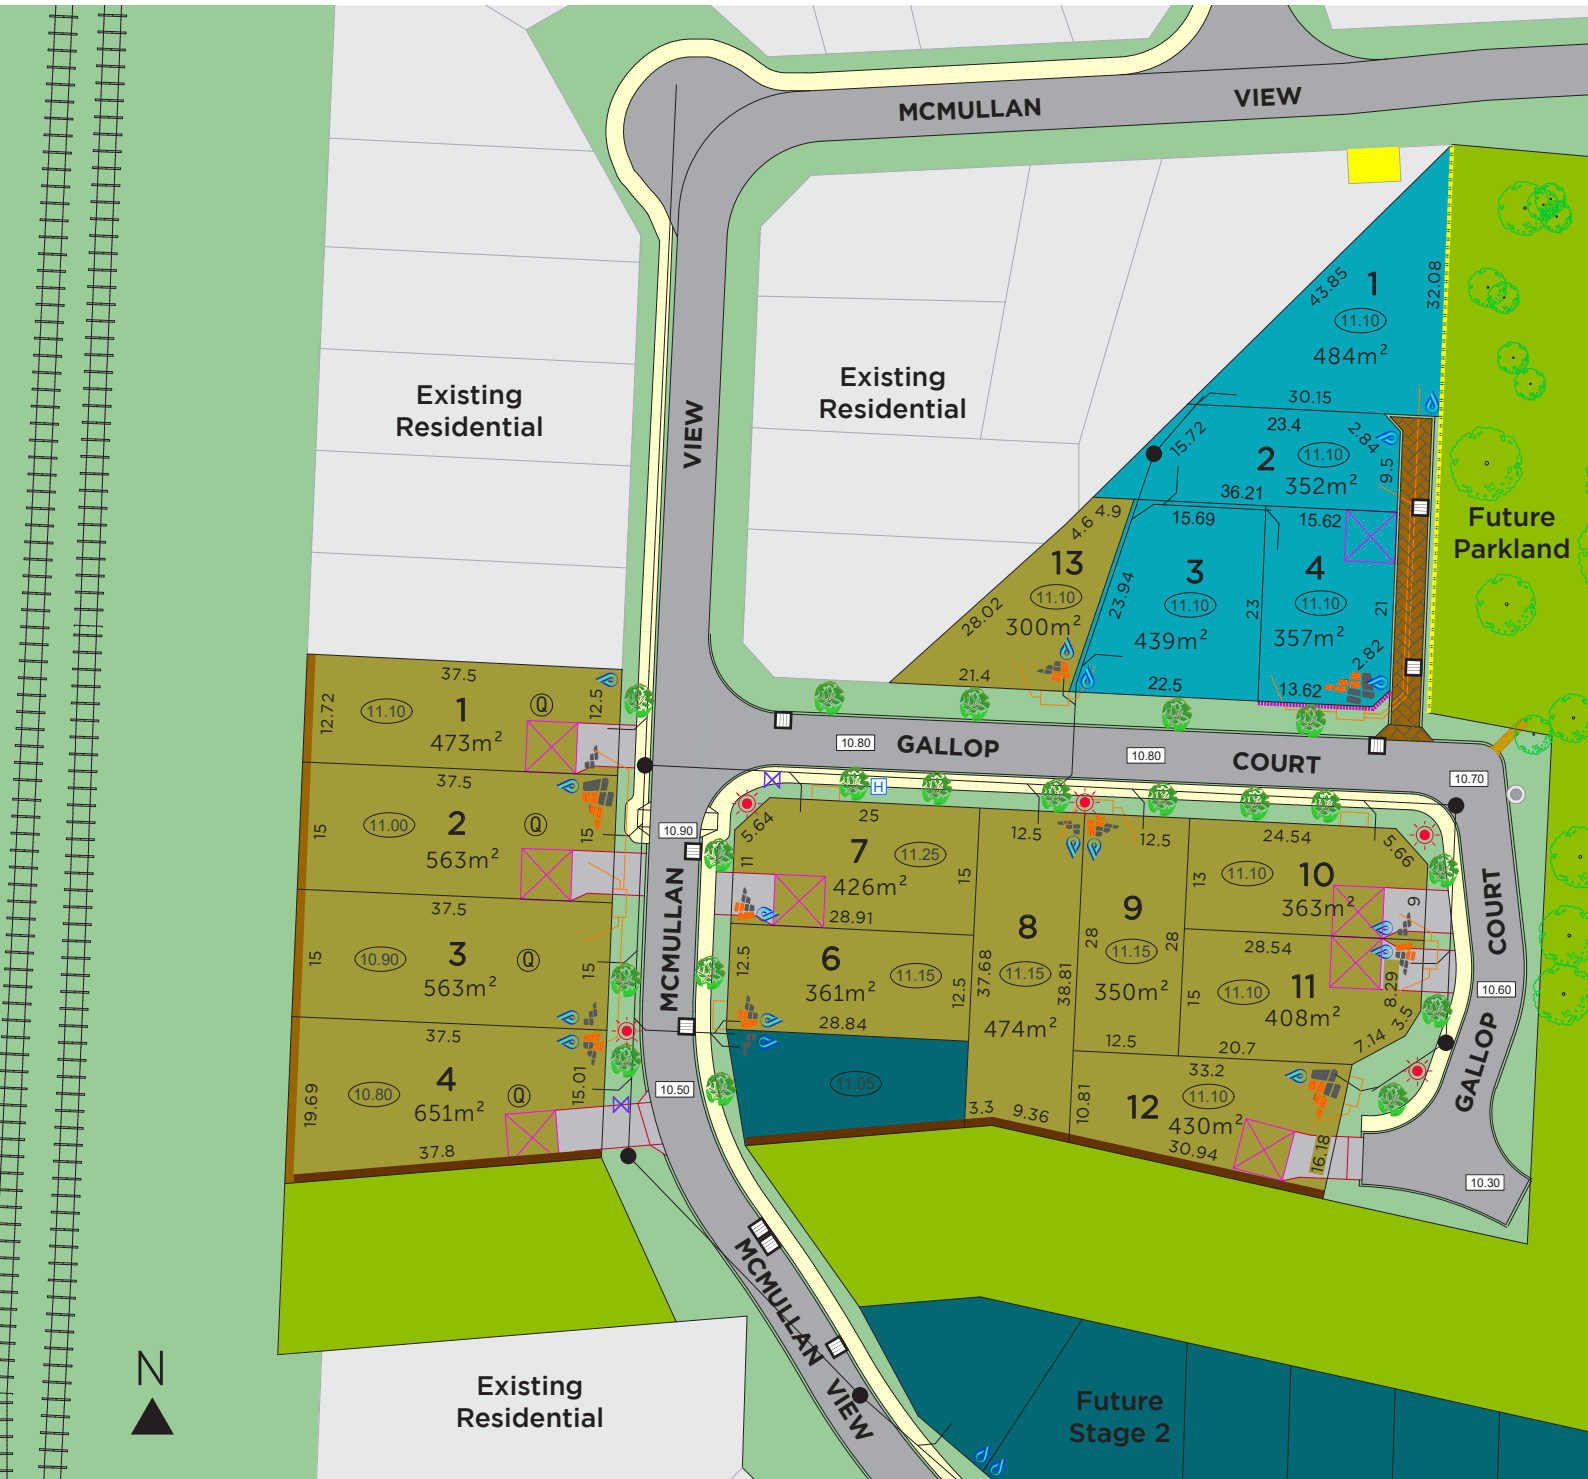 MCMULLAN VIEW
Existing
Residential
Existing
Residential
VIEW
43.85
1
32.08
11.10
484m²
30.15
15.72
23.4
2.84
2
11.10
9.5
36.21
352m²
Future
Parkland
4.6
4.9
15.69
15.62
13
3
4
11.10
11.10
11.10
28.02
23.94
23
21
300m²
439m²
357m²
2.82
21.4
22.5
13.62
37.5
12.72
11.10
1
Q
12.5
473m²
37.5
15
11.00
2
Q
15
563m²
37.5
15
10.90
3
Q
15
563m²
37.5
19.69
10.80
4
Q
15.01
651m²
37.8
10.80
GALLOP
10.80
COURT
10.70
10.90
MCMULLAN
10.50
5.64
25
11
7
11.25
15
426m²
28.91
12.5
6
11.15
12.5
361m²
28.84
11.05
3.3
9.36
12.5
8
37.68
11.15
38.81
474m²
12.5
9
28
11.15
28
350m²
12.5
24.54
5.66
13
11.10
10
9
363m²
28.54
15
11.10
11
8.29
408m²
3.5
20.7
7.14
33.2
10.81
12
11.10
430m²
30.94
16.18
COURT
10.60
GALLOP
10.30
MCMULLAN
VIEW
N
Existing
Residential
Future
Stage 2
H